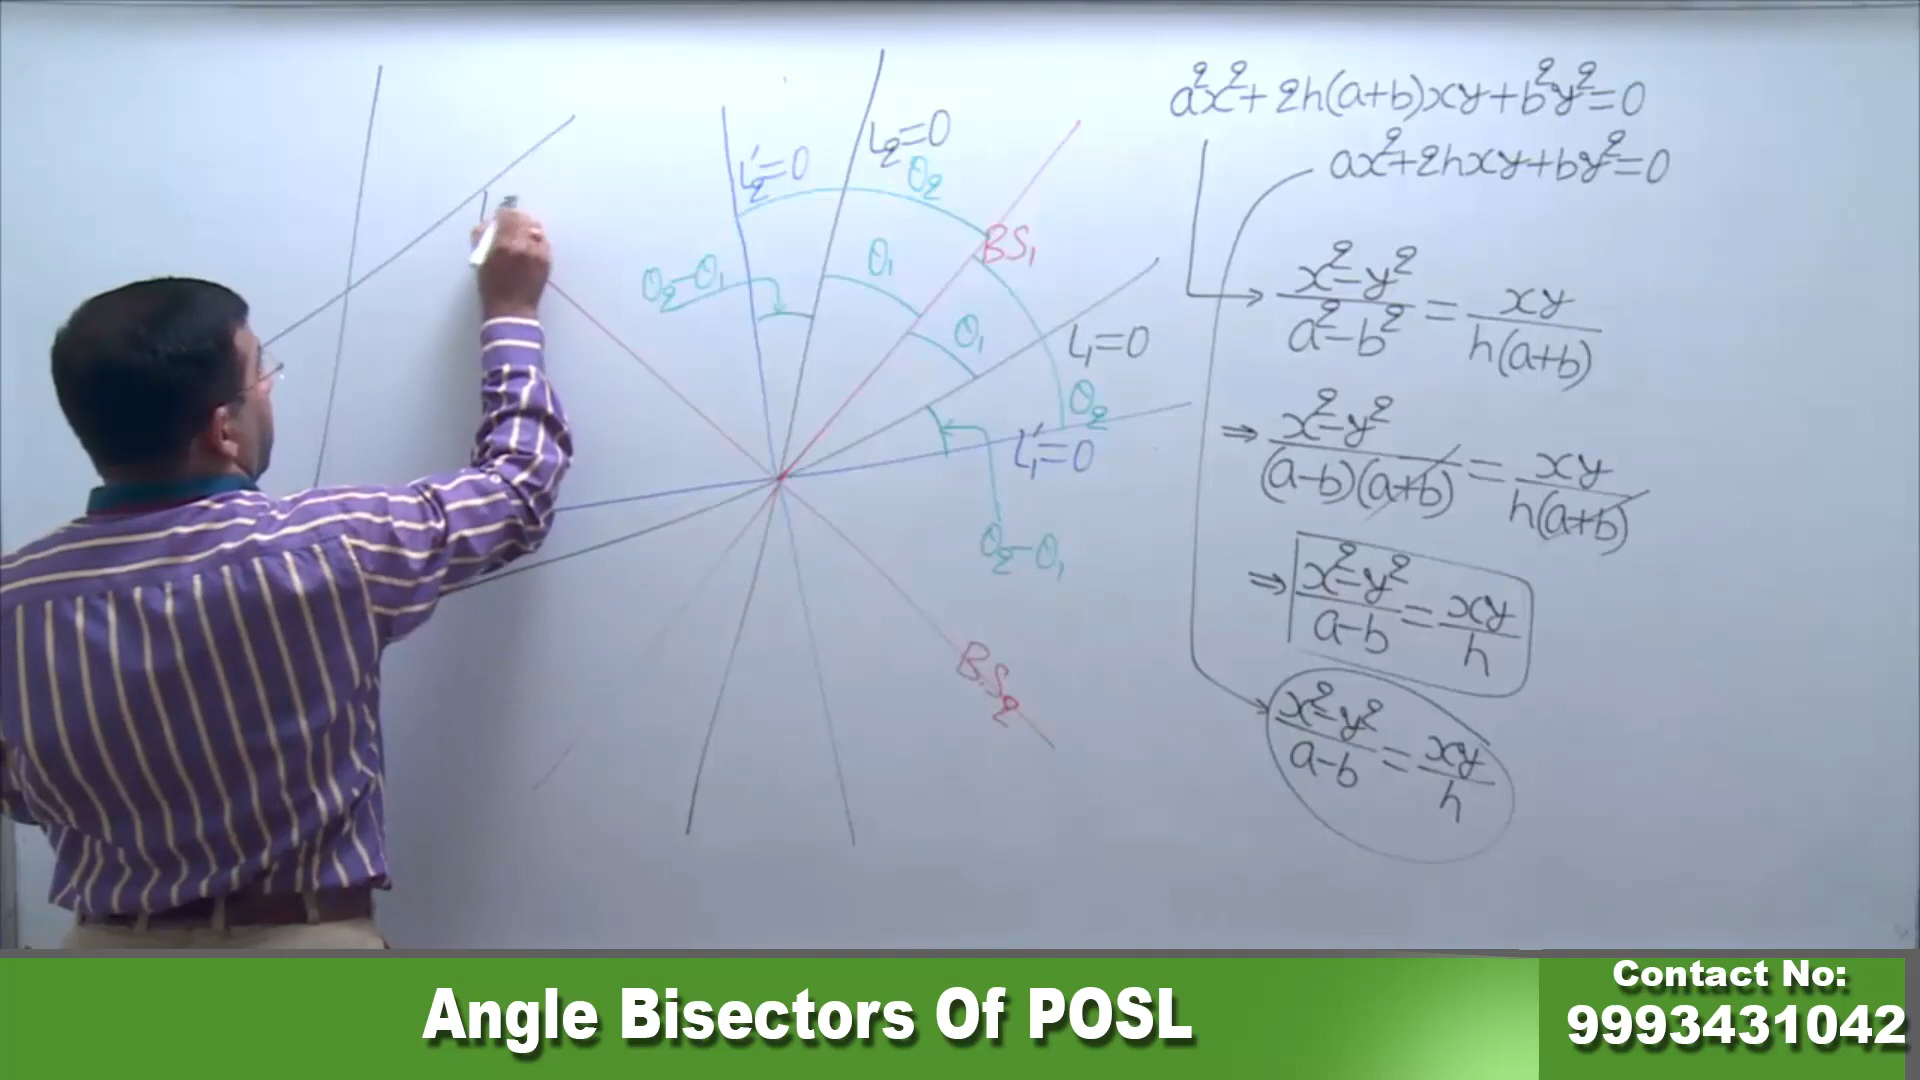 a²x²+2h(a+b)xy+b²y²=0
ax²+2hxy+by²=0
L₂'=0
L₂=0
θ₂
BS₁
θ₂-θ₁
θ₁
θ₁
L₁=0
θ₂
L₁'=0
θ₂-θ₁
B.S₂
x²-y²/a²-b² = xy/h(a+b)
⇒ x²-y²/(a-b)(a+b) = xy/h(a+b)
⇒ x²-y²/a-b = xy/h
x²-y²/a-b = xy/h
Angle Bisectors Of POSL
Contact No:
9993431042